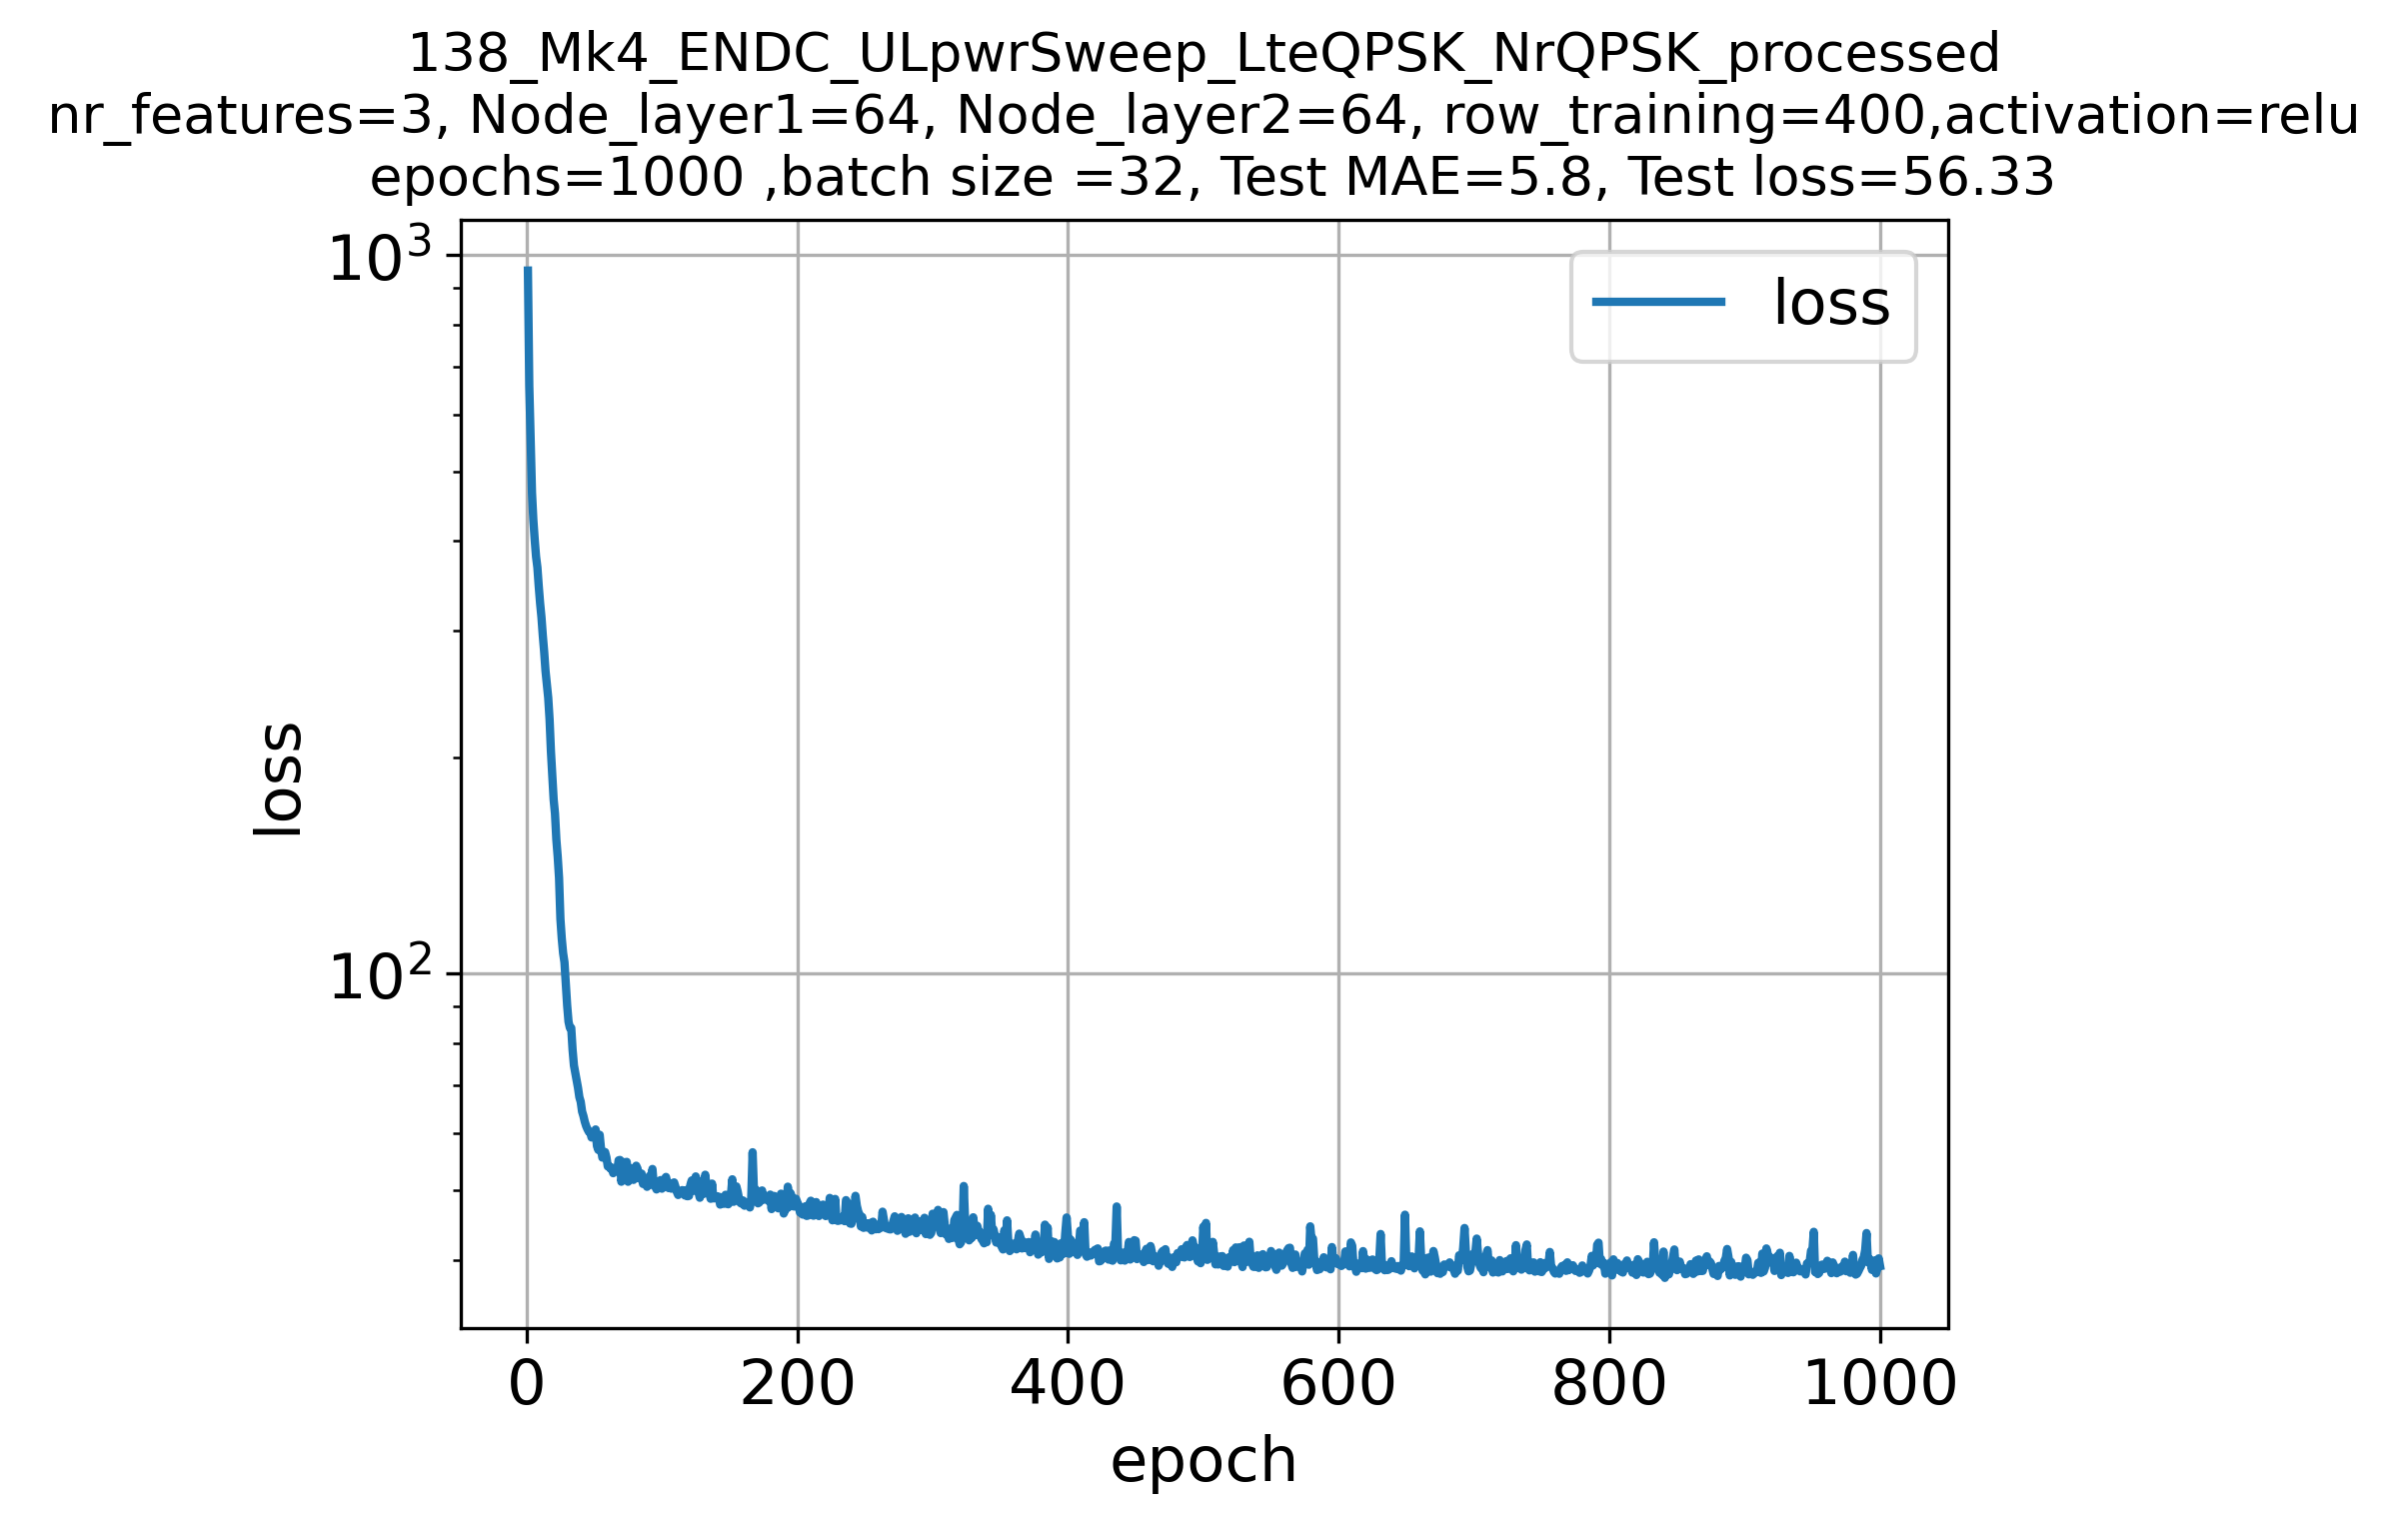 138_Mk4_ENDC_ULpwrSweep_LteQPSK_NrQPSK_processed
nr_features=3, Node_layer1=64, Node_layer2=64, row_training=400,activation=relu
epochs=1000 ,batch size =32, Test MAE=5.8, Test loss=56.33
10³
loss
loss
10²
0 200 400 600 800 1000
epoch